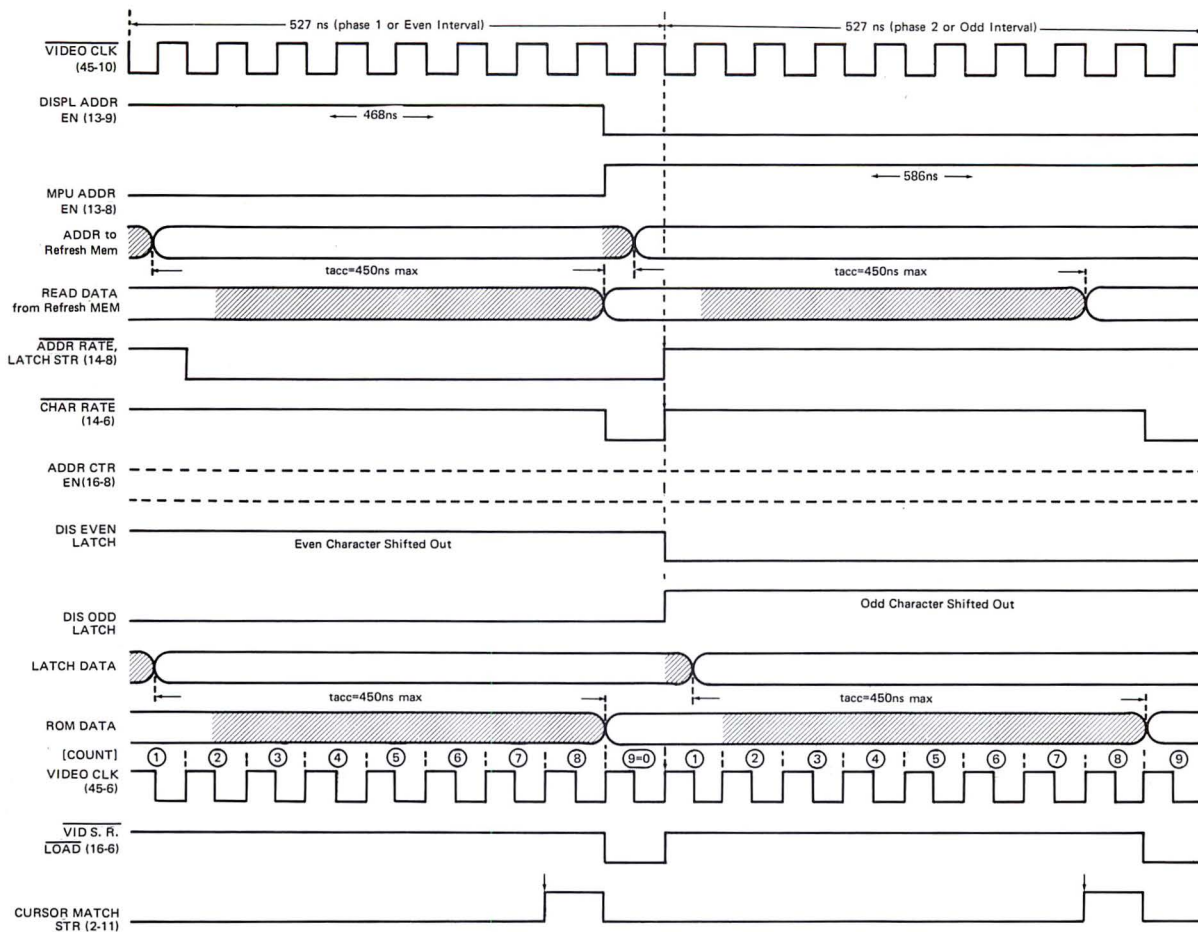 527 ns (phase 1 or Even Interval)
527 ns (phase 2 or Odd Interval)
VIDEO CLK
(45-10)
DISPL ADDR
EN (13-9)
468ns
MPU ADDR
EN (13-8)
586ns
ADDR to
Refresh Mem
tacc=450ns max
tacc=450ns max
READ DATA
from Refresh MEM
ADDR RATE,
LATCH STR (14-8)
CHAR RATE
(14-6)
ADDR CTR
EN(16-8)
DIS EVEN
LATCH
Even Character Shifted Out
DIS ODD
LATCH
Odd Character Shifted Out
LATCH DATA
tacc=450ns max
tacc=450ns max
ROM DATA
[COUNT] 1 2 3 4 5 6 7 8 9=0 1 2 3 4 5 6 7 8 9
VIDEO CLK
(45-6)
VID S. R.
LOAD (16-6)
CURSOR MATCH
STR (2-11)